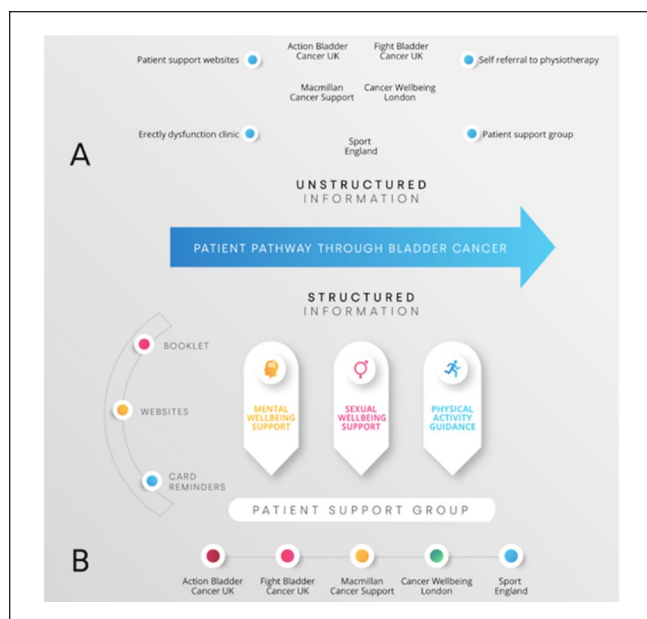 Patient support websites
Action Bladder
Cancer UK
Fight Bladder
Cancer UK
Self referral to physiotherapy
Macmillan
Cancer Support
Cancer Wellbeing
London
Erectly dysfunction clinic
Sport
England
Patient support group
A
UNSTRUCTURED
INFORMATION
PATIENT PATHWAY THROUGH BLADDER CANCER
STRUCTURED
INFORMATION
BOOKLET
WEBSITES
CARD
REMINDERS
MENTAL
WELLBEING
SUPPORT
SEXUAL
WELLBEING
SUPPORT
PHYSICAL
ACTIVITY
GUIDANCE
PATIENT SUPPORT GROUP
B
Action Bladder
Cancer UK
Fight Bladder
Cancer UK
Macmillan
Cancer Support
Cancer Wellbeing
London
Sport
England